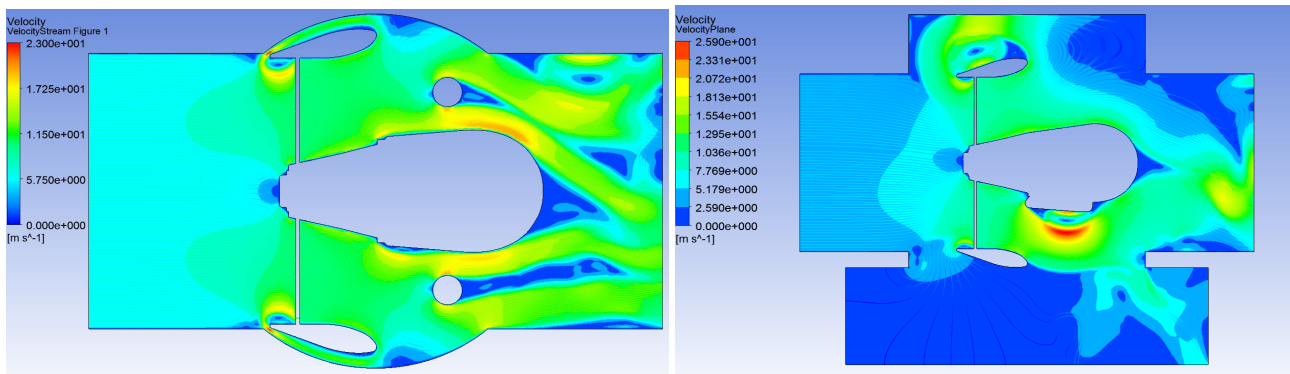 Velocity
VelocityStream Figure 1
2.300e+001
1.725e+001
1.150e+001
5.750e+000
0.000e+000
[m s^-1]
Velocity
VelocityPlane
2.590e+001
2.331e+001
2.072e+001
1.813e+001
1.554e+001
1.295e+001
1.036e+001
7.769e+000
5.179e+000
2.590e+000
0.000e+000
[m s^-1]